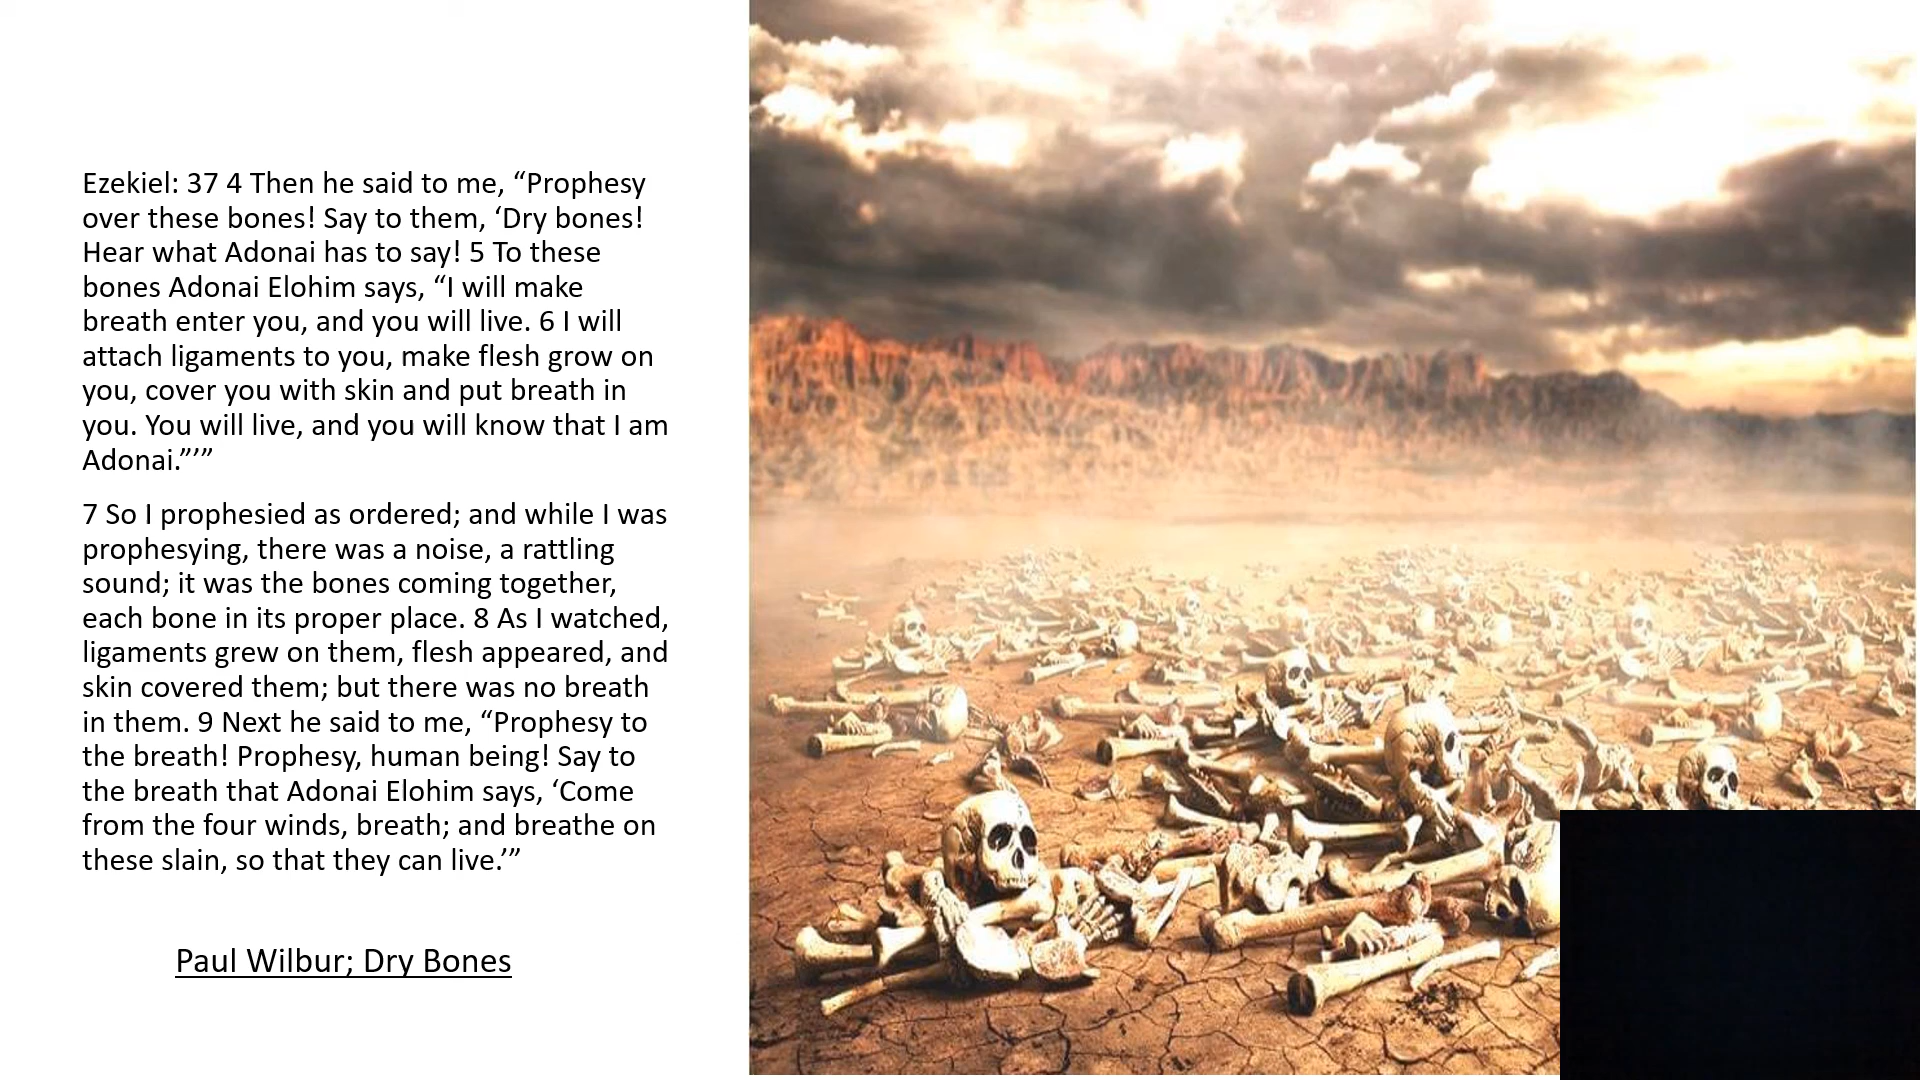 Ezekiel: 37 4 Then he said to me, “Prophesy
over these bones! Say to them, ‘Dry bones!
Hear what Adonai has to say! 5 To these
bones Adonai Elohim says, “I will make
breath enter you, and you will live. 6 I will
attach ligaments to you, make flesh grow on
you, cover you with skin and put breath in
you. You will live, and you will know that I am
Adonai.”’”
7 So I prophesied as ordered; and while I was
prophesying, there was a noise, a rattling
sound; it was the bones coming together,
each bone in its proper place. 8 As I watched,
ligaments grew on them, flesh appeared, and
skin covered them; but there was no breath
in them. 9 Next he said to me, “Prophesy to
the breath! Prophesy, human being! Say to
the breath that Adonai Elohim says, ‘Come
from the four winds, breath; and breathe on
these slain, so that they can live.’”
Paul Wilbur; Dry Bones